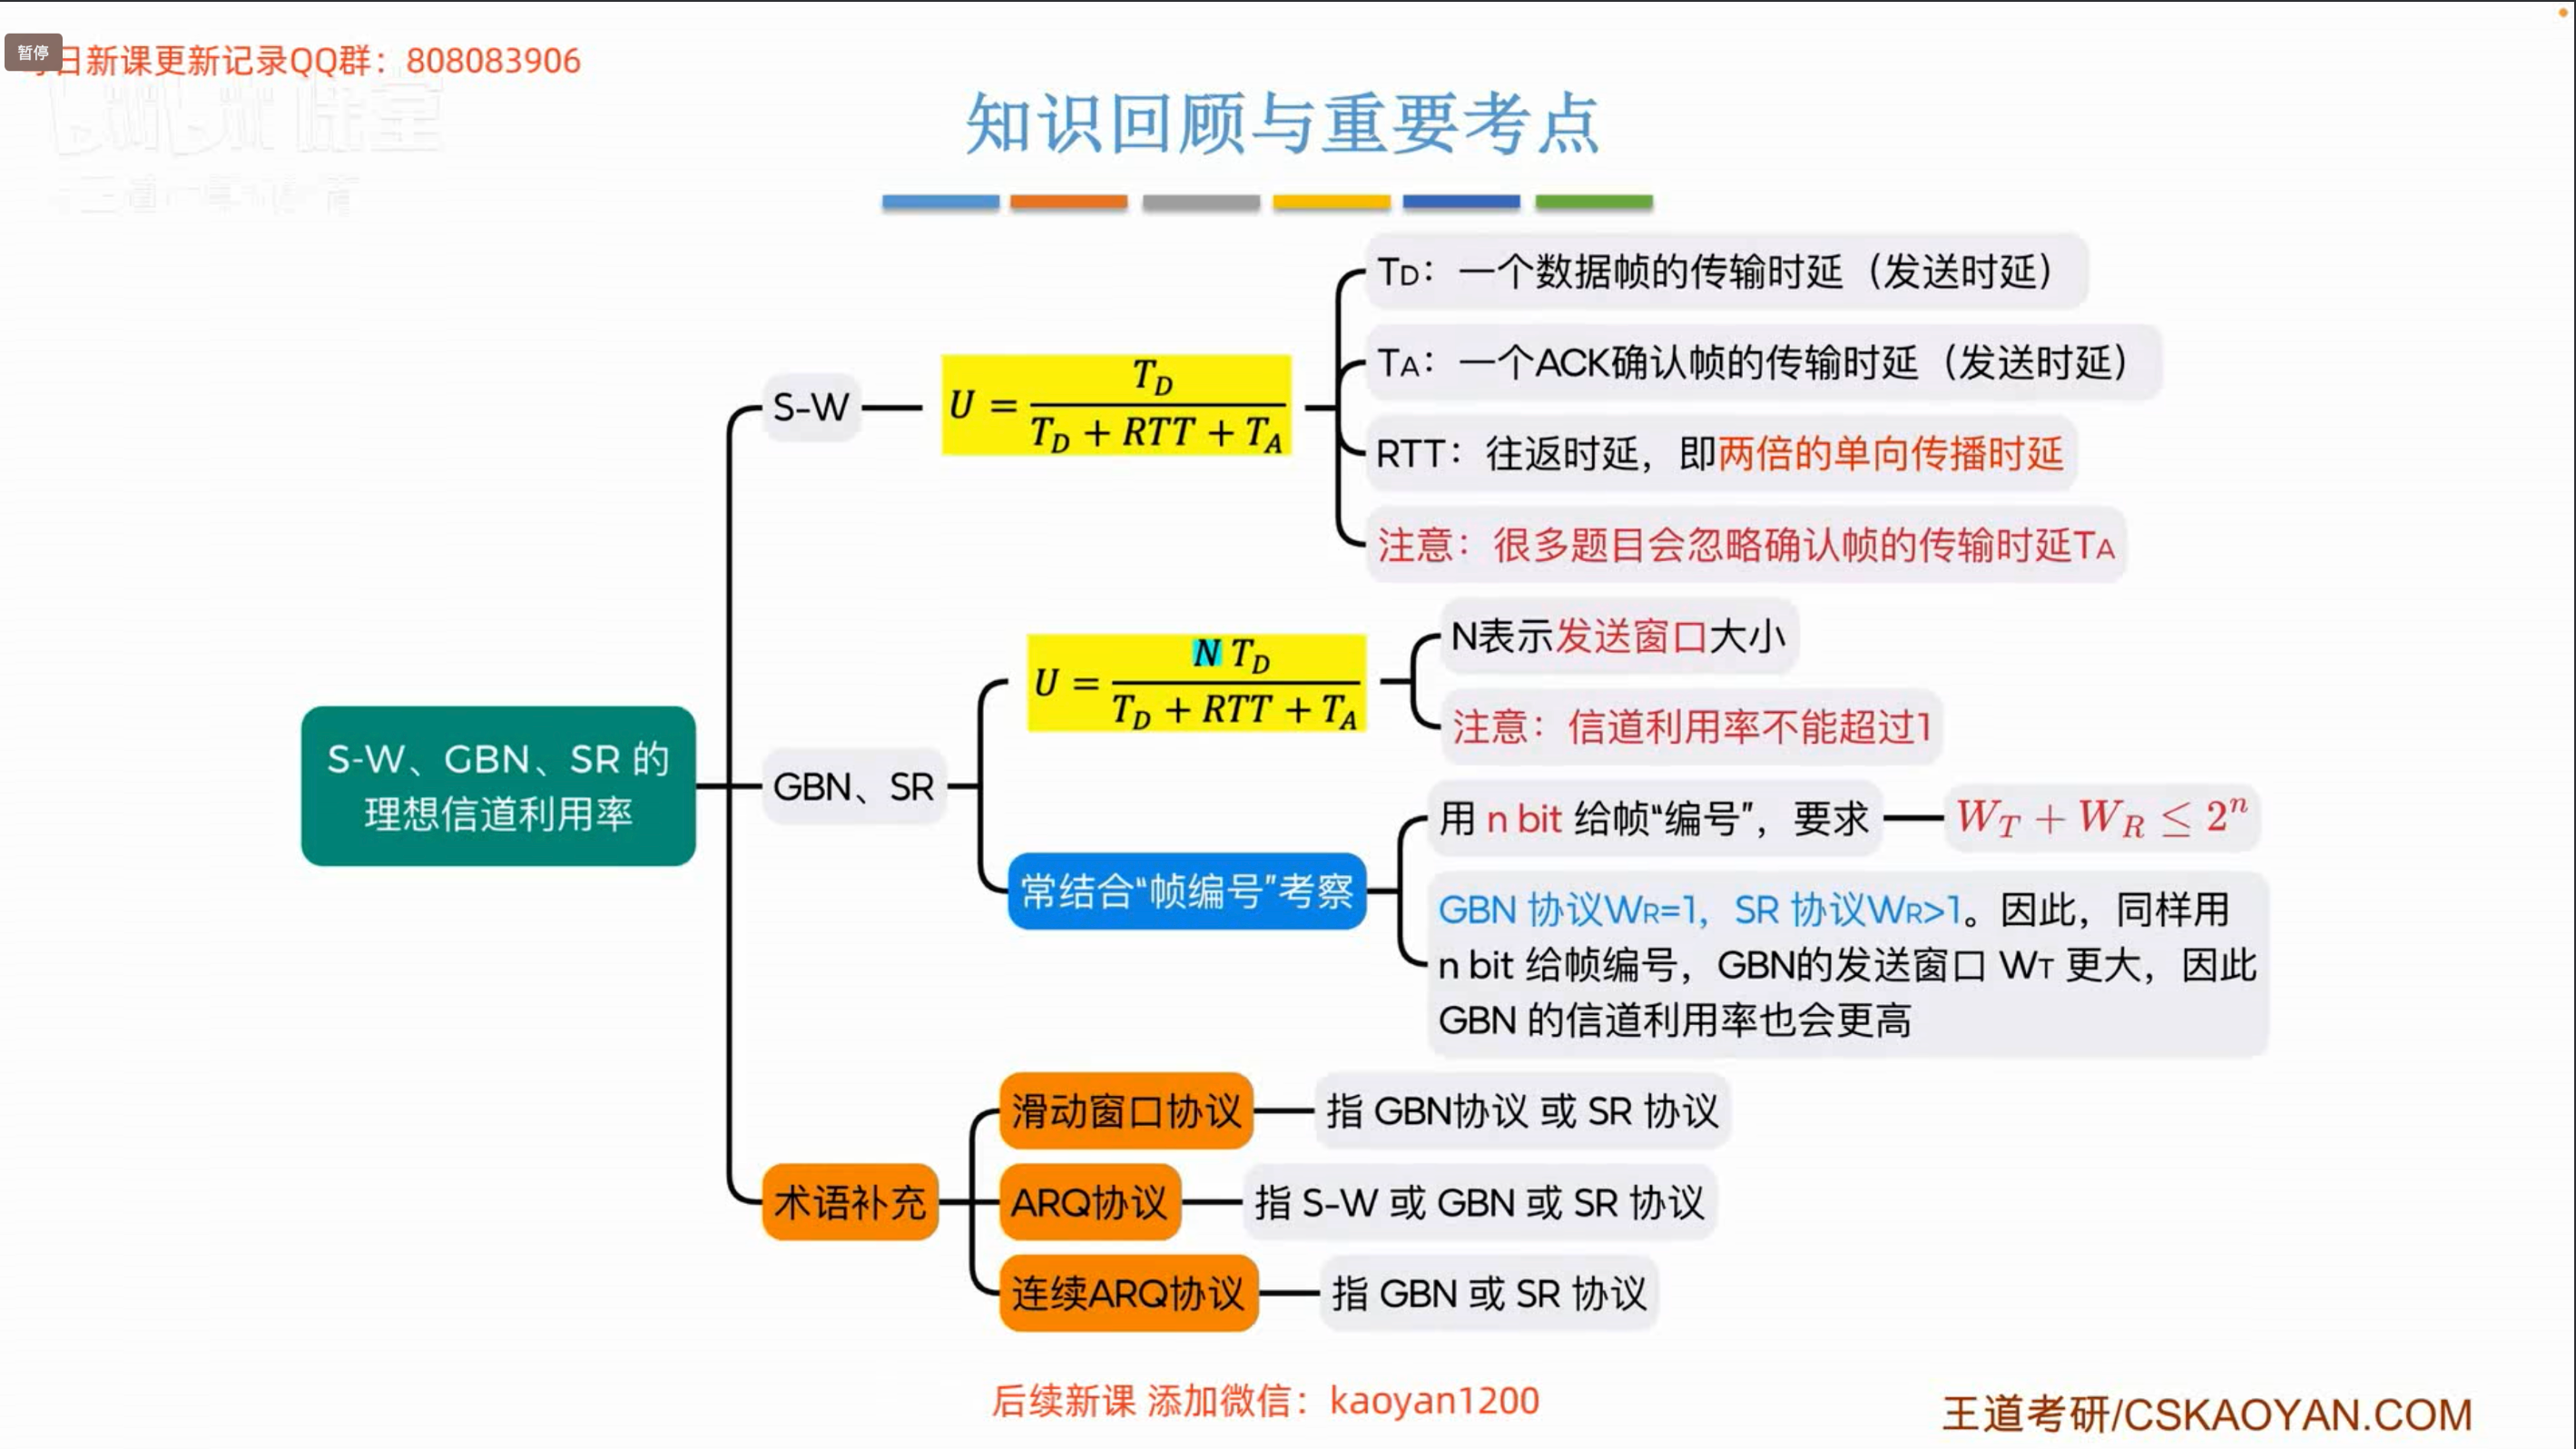 暂停
日新课更新记录QQ群：808083906
课堂
知识回顾与重要考点
S-W
U = T_D / (T_D + RTT + T_A)
TD：一个数据帧的传输时延（发送时延）
TA：一个ACK确认帧的传输时延（发送时延）
RTT：往返时延，即两倍的单向传播时延
注意：很多题目会忽略确认帧的传输时延TA
S-W、GBN、SR 的
理想信道利用率
GBN、SR
U = N T_D / (T_D + RTT + T_A)
N表示发送窗口大小
注意：信道利用率不能超过1
常结合“帧编号”考察
用 n bit 给帧“编号”，要求
W_T + W_R ≤ 2^n
GBN 协议WR=1，SR 协议WR>1。因此，同样用
n bit 给帧编号，GBN的发送窗口 WT 更大，因此
GBN 的信道利用率也会更高
术语补充
滑动窗口协议
指 GBN协议 或 SR 协议
ARQ协议
指 S-W 或 GBN 或 SR 协议
连续ARQ协议
指 GBN 或 SR 协议
后续新课 添加微信：kaoyan1200
王道考研/CSKAOYAN.COM